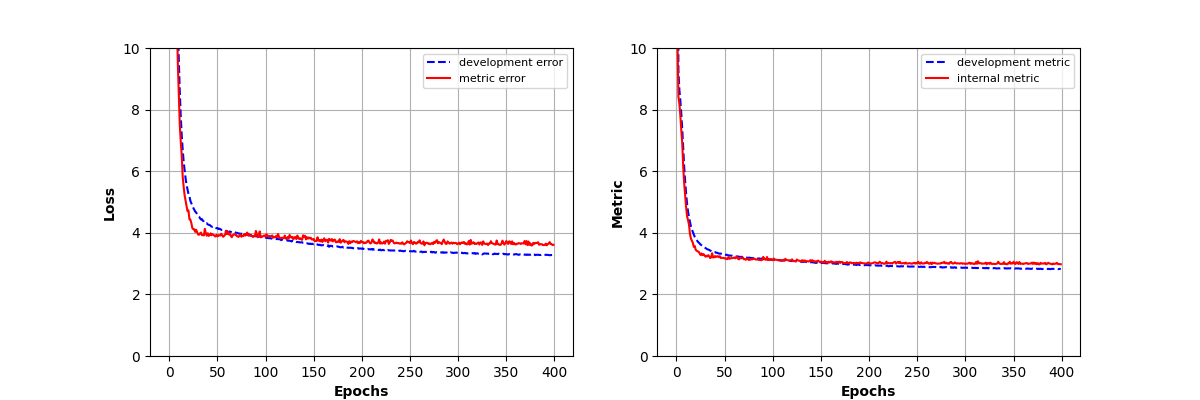 development error
metric error
10
8
6
4
2
0
Loss
0 50 100 150 200 250 300 350 400
Epochs
development metric
internal metric
10
8
6
4
2
0
Metric
0 50 100 150 200 250 300 350 400
Epochs